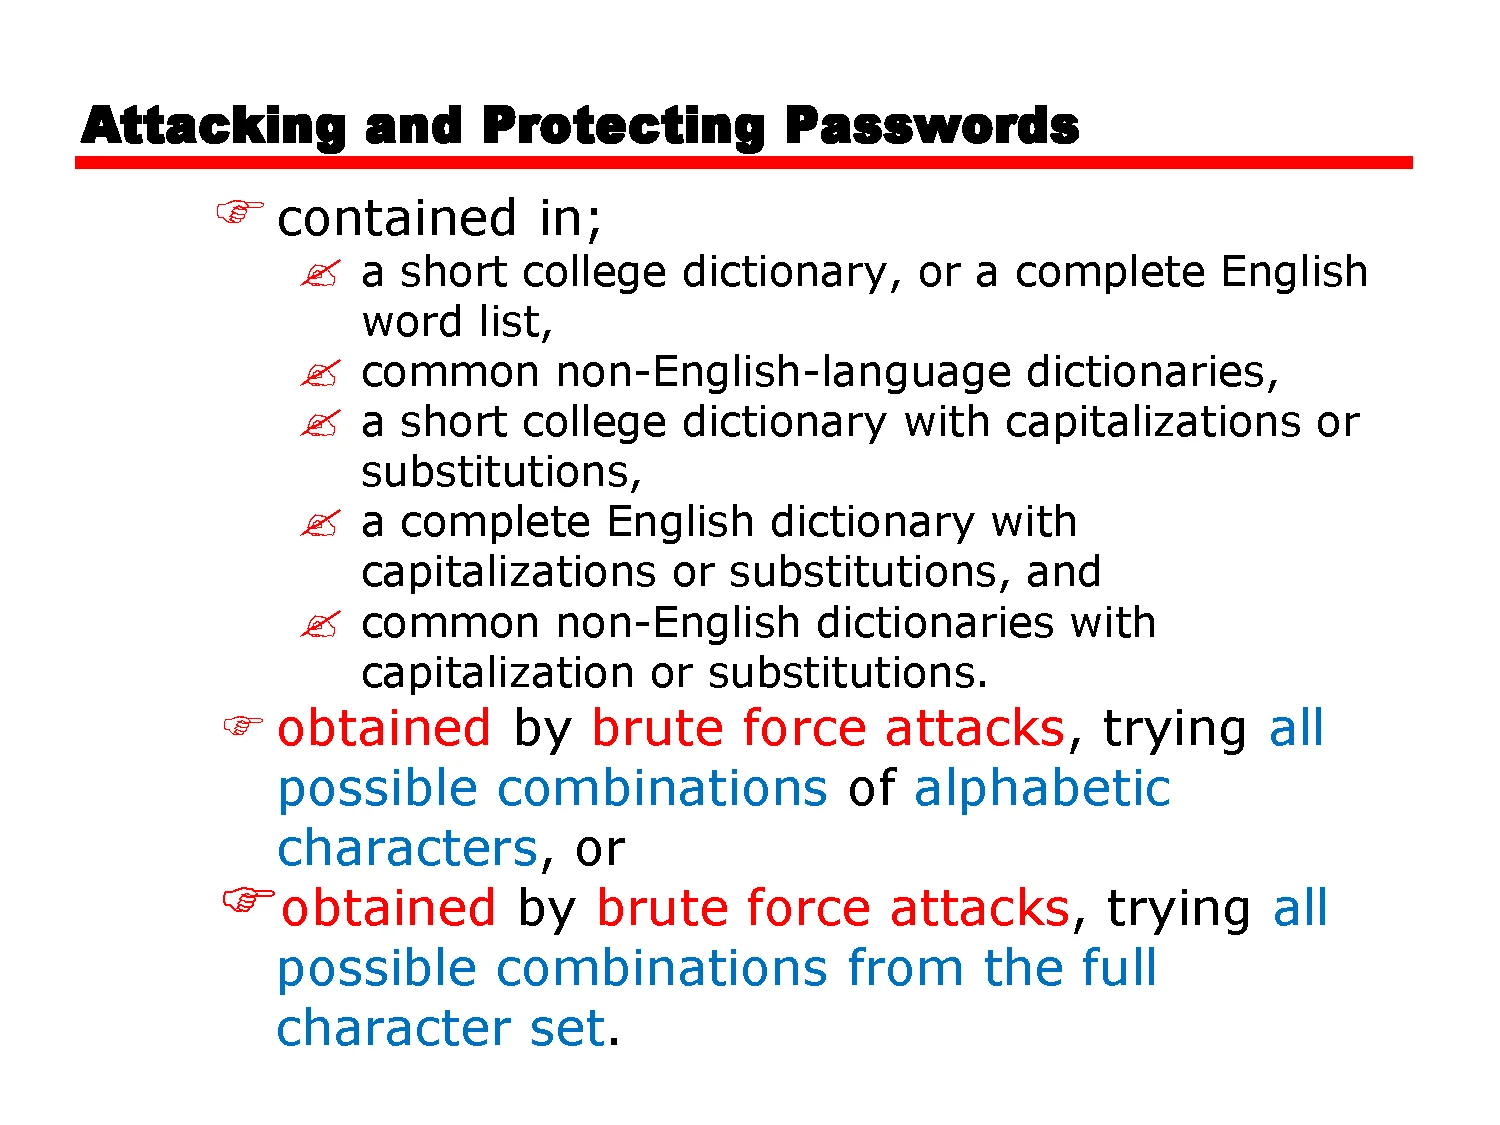 Attacking and Protecting Passwords
contained in;
a short college dictionary, or a complete English
word list,
common non-English-language dictionaries,
a short college dictionary with capitalizations or
substitutions,
a complete English dictionary with
capitalizations or substitutions, and
common non-English dictionaries with
capitalization or substitutions.
obtained by brute force attacks, trying all
possible combinations of alphabetic
characters, or
obtained by brute force attacks, trying all
possible combinations from the full
character set.